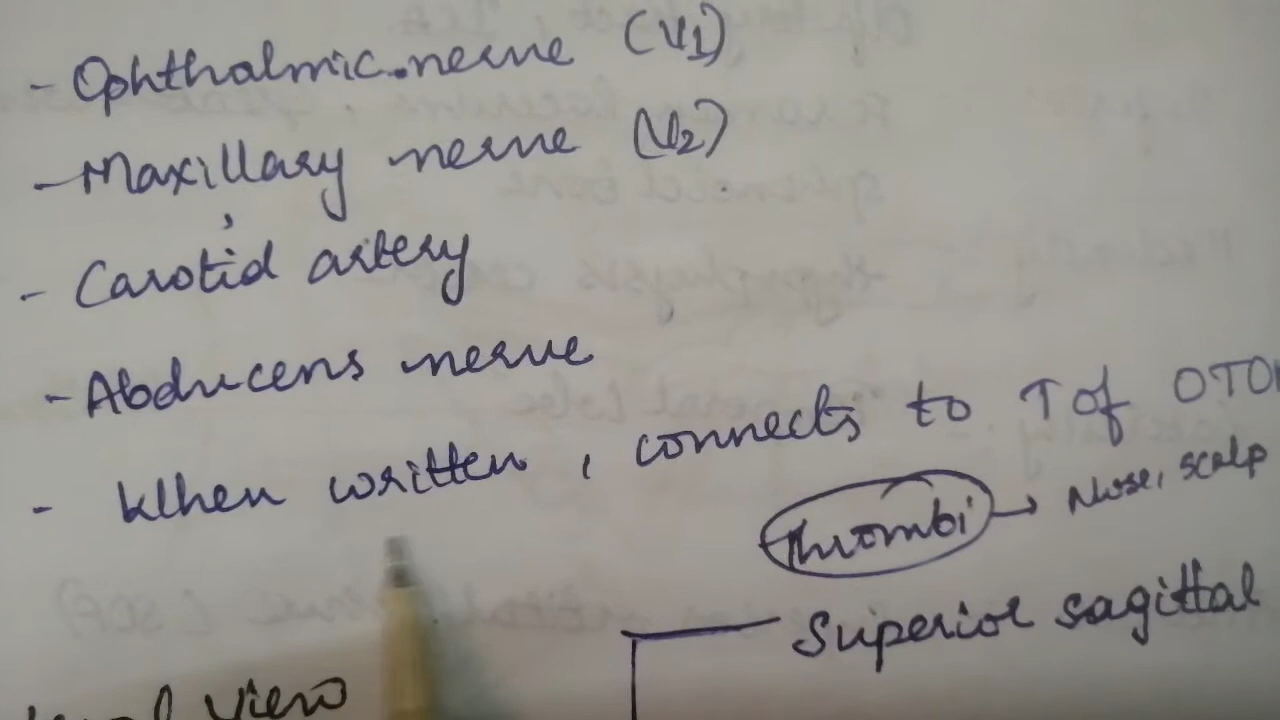 - Ophthalmic nerve (V1)
- Maxillary nerve (V2)
- Carotid artery
- Abducens nerve
- When written, connects to T of OTOM
Thrombi → Nose, scalp
Superior sagittal
view